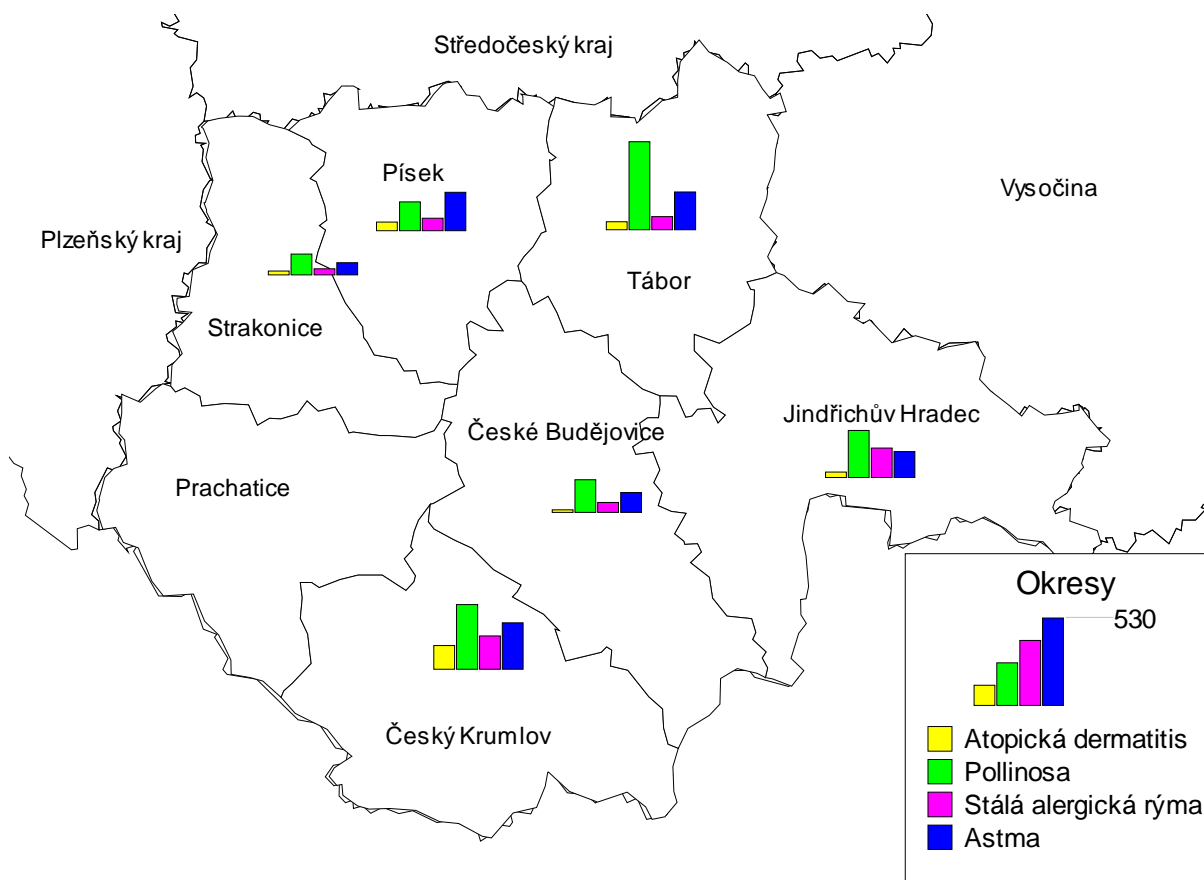 Středočeský kraj
Písek
Vysočina
Plzeňský kraj
Tábor
Strakonice
Jindřichův Hradec
České Budějovice
Prachatice
Český Krumlov
Okresy
530
Atopická dermatitis
Pollinosa
Stálá alergická rýma
Astma